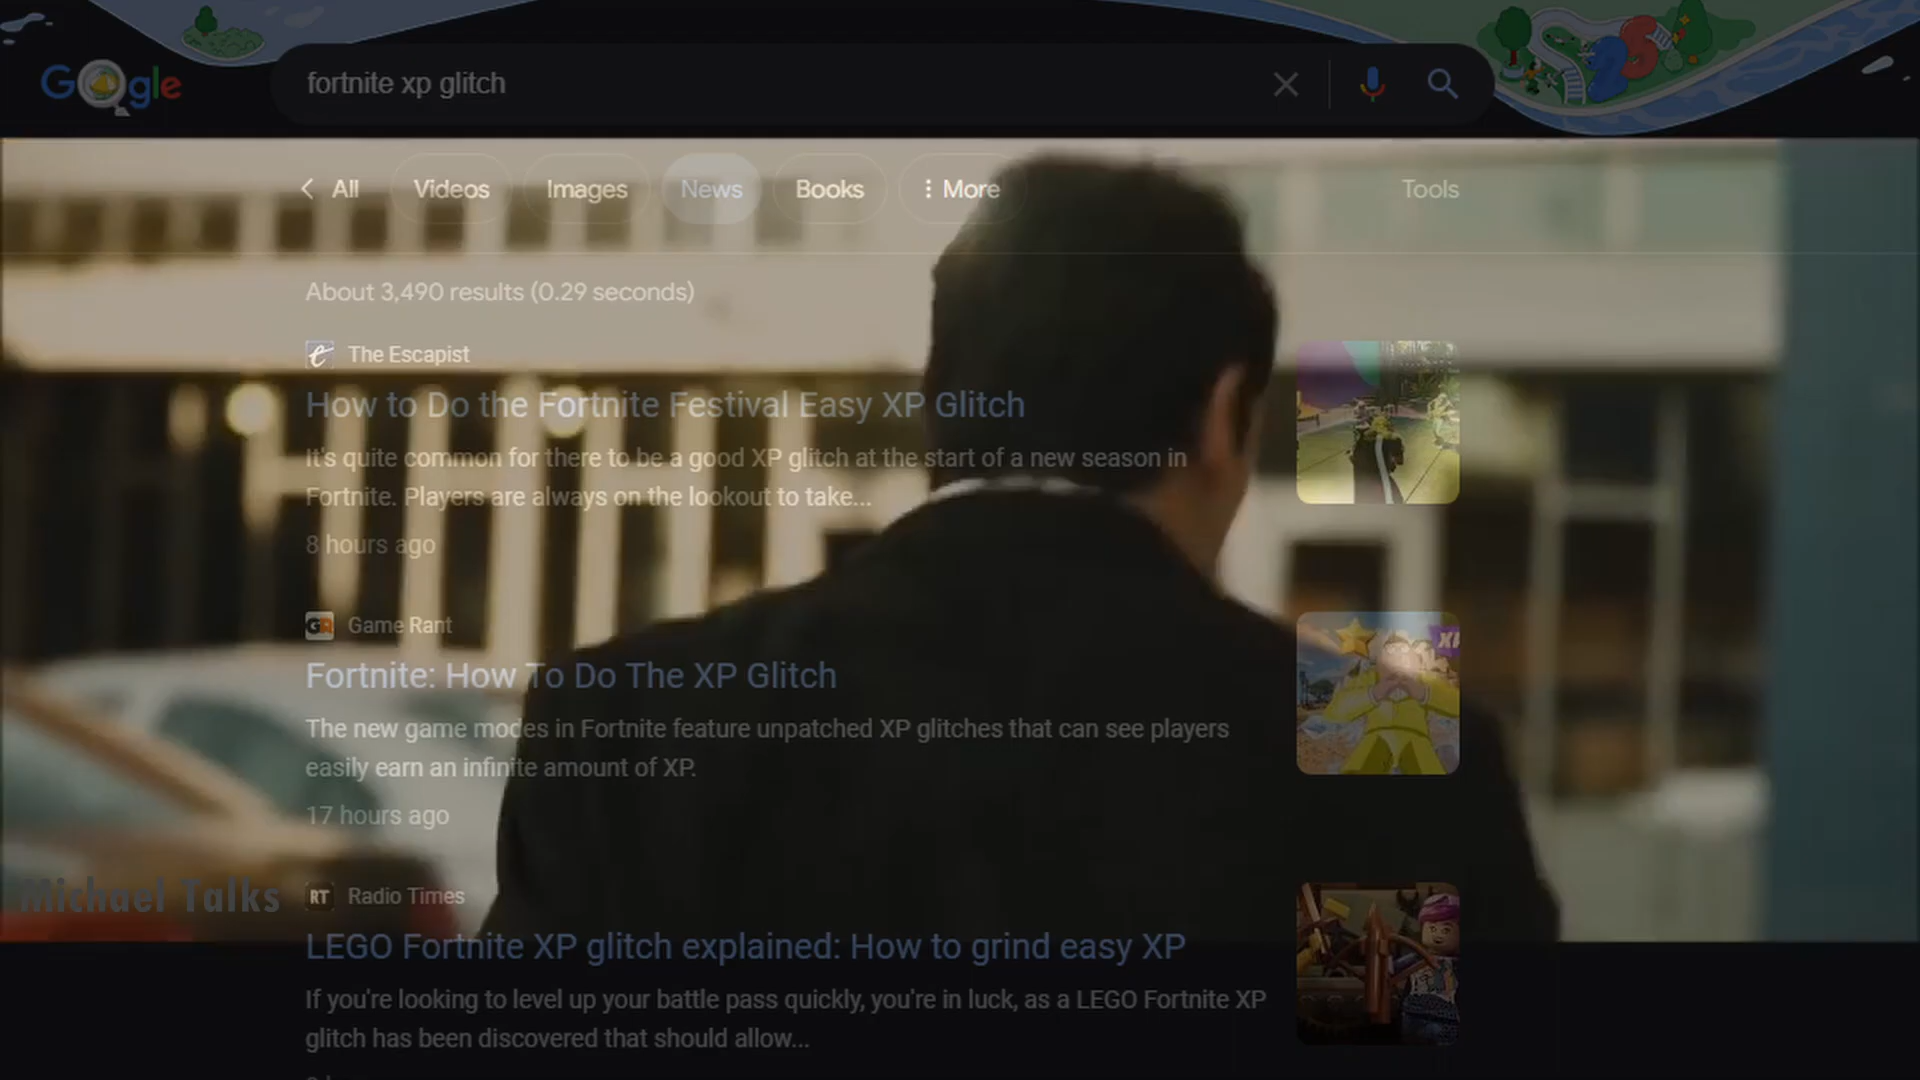 Google
fortnite xp glitch
25
All
Videos
Images
News
Books
More
Tools
About 3,490 results (0.29 seconds)
The Escapist
How to Do the Fortnite Festival Easy XP Glitch
It's quite common for there to be a good XP glitch at the start of a new season in
Fortnite. Players are always on the lookout to take...
8 hours ago
GR
Game Rant
Fortnite: How To Do The XP Glitch
XP
The new game modes in Fortnite feature unpatched XP glitches that can see players
easily earn an infinite amount of XP.
17 hours ago
Michael Talks
RT
Radio Times
LEGO Fortnite XP glitch explained: How to grind easy XP
If you're looking to level up your battle pass quickly, you're in luck, as a LEGO Fortnite XP
glitch has been discovered that should allow...